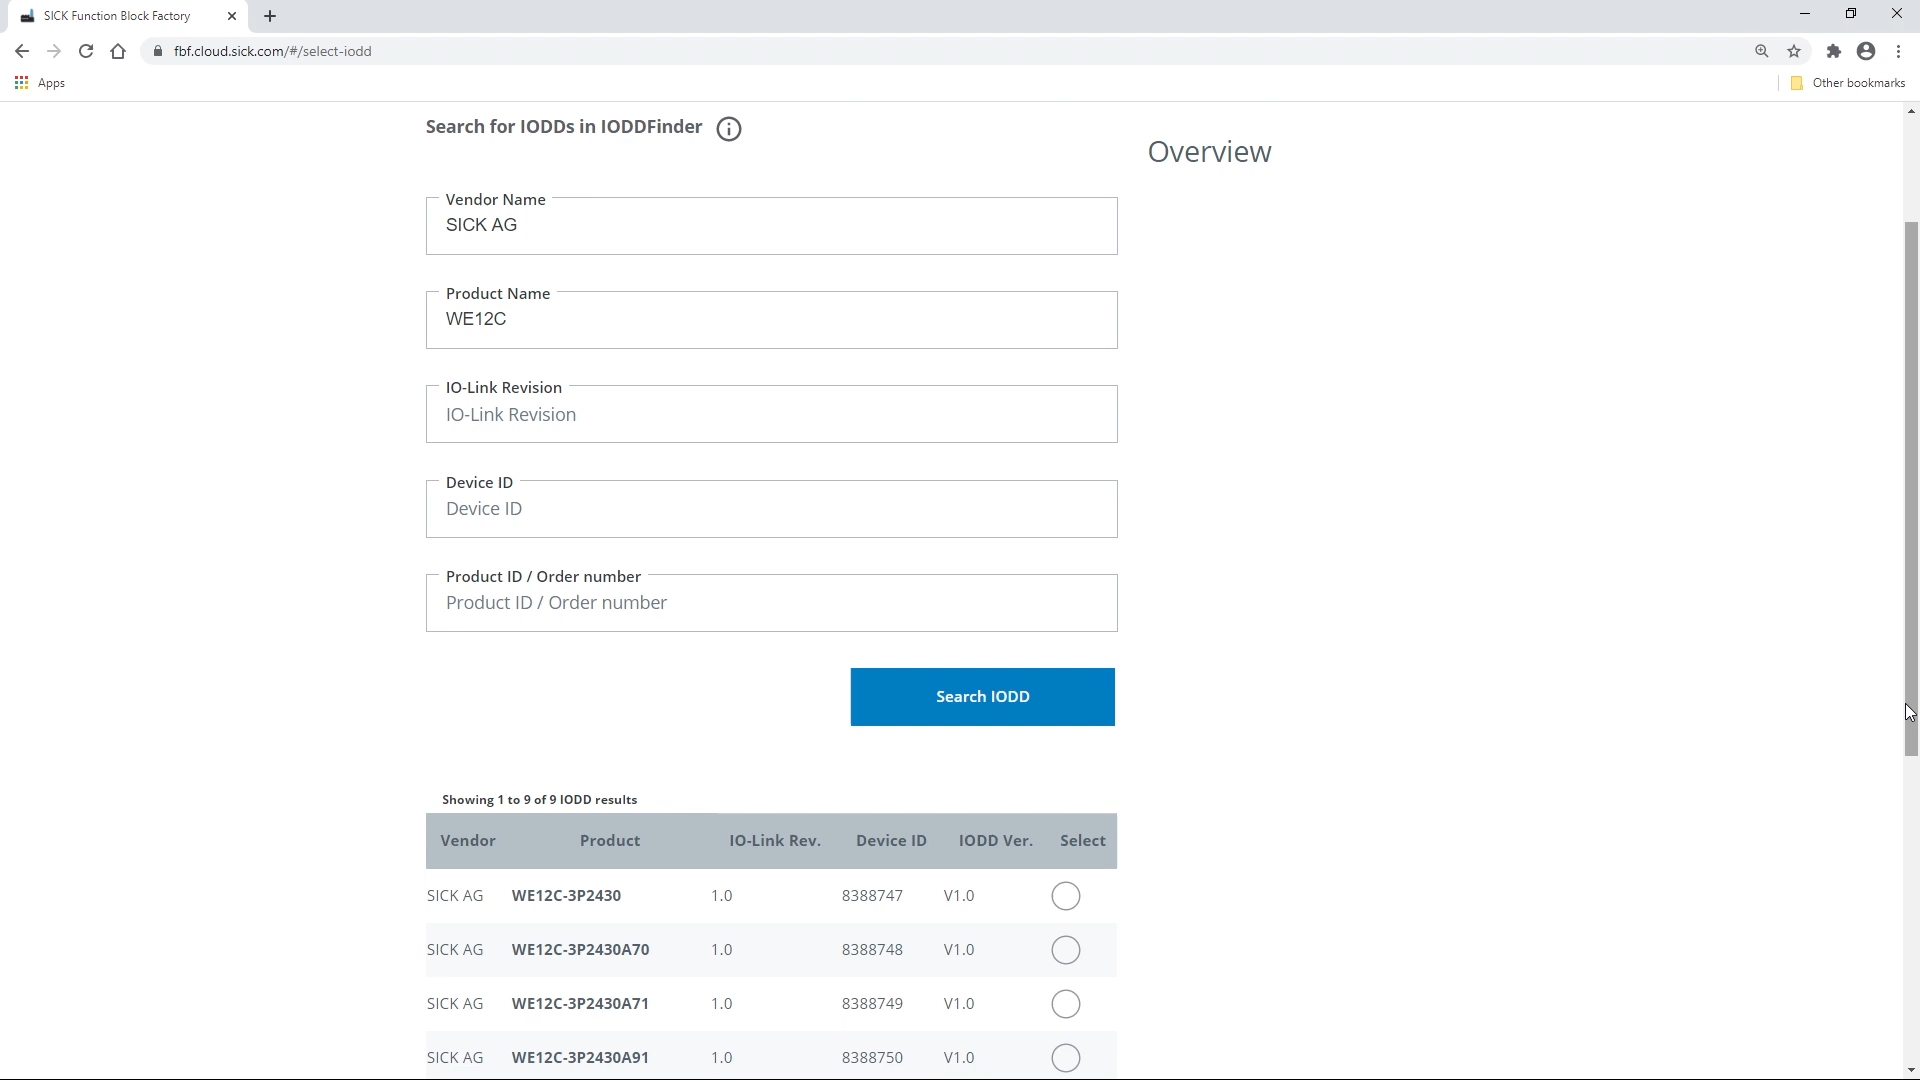 SICK Function Block Factory
fbf.cloud.sick.com/#/select-iodd
Apps
Other bookmarks
Search for IODDs in IODDFinder
Overview
Vendor Name
SICK AG
Product Name
WE12C
IO-Link Revision
IO-Link Revision
Device ID
Device ID
Product ID / Order number
Product ID / Order number
Search IODD
Showing 1 to 9 of 9 IODD results
Vendor Product IO-Link Rev. Device ID IODD Ver. Select
SICK AG WE12C-3P2430 1.0 8388747 V1.0
SICK AG WE12C-3P2430A70 1.0 8388748 V1.0
SICK AG WE12C-3P2430A71 1.0 8388749 V1.0
SICK AG WE12C-3P2430A91 1.0 8388750 V1.0